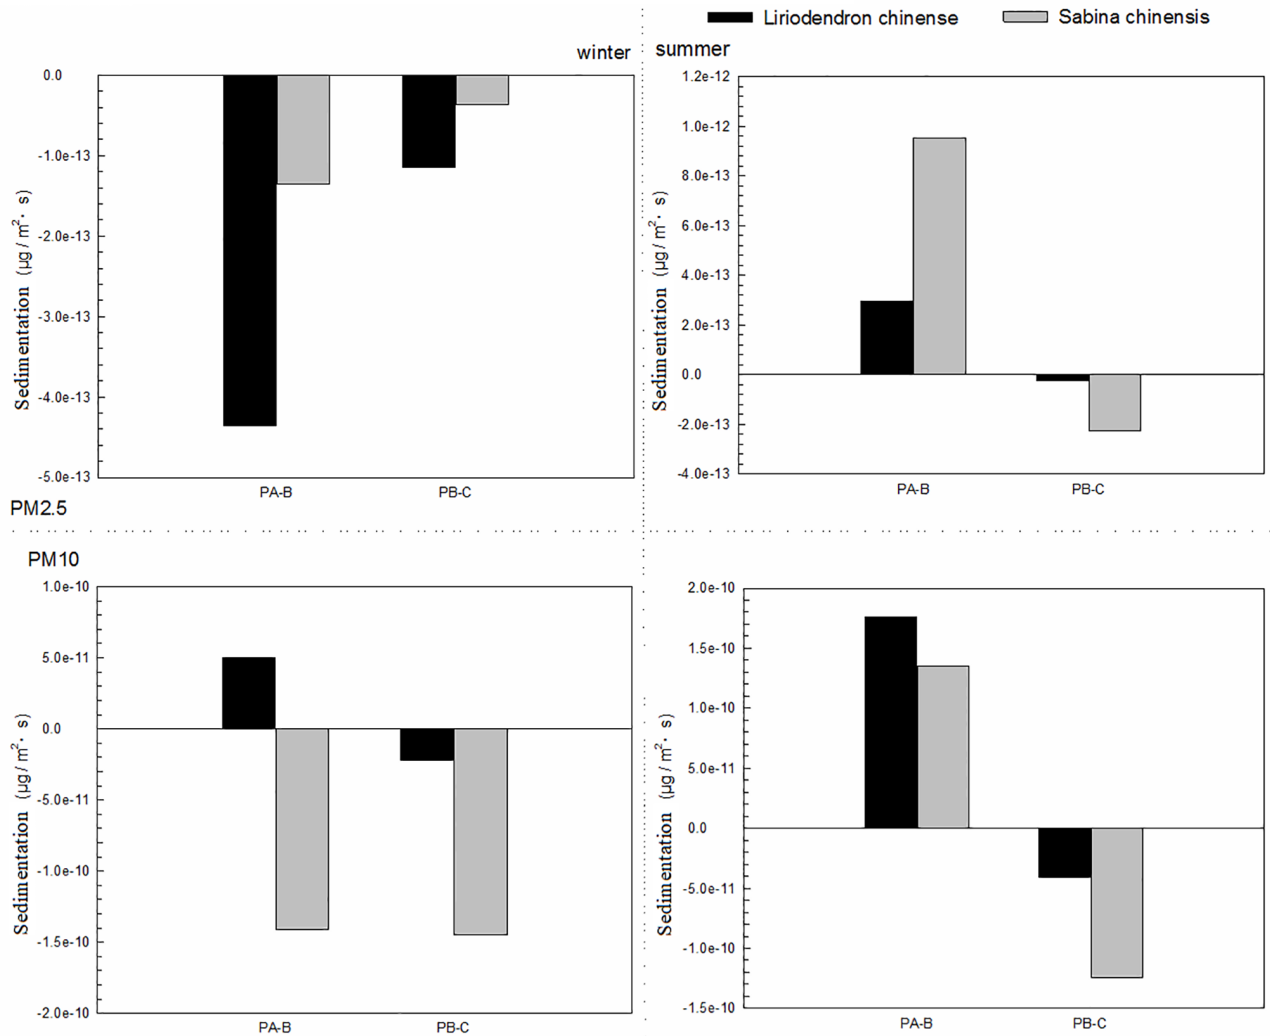 Liriodendron chinense
Sabina chinensis
winter
summer
0.0
-1.0e-13
-2.0e-13
-3.0e-13
-4.0e-13
-5.0e-13
Sedimentation (µg / m²· s)
PA-B
PB-C
PM2.5
1.2e-12
1.0e-12
8.0e-13
6.0e-13
4.0e-13
2.0e-13
0.0
-2.0e-13
-4.0e-13
Sedimentation (µg / m²· s)
PA-B
PB-C
PM10
1.0e-10
5.0e-11
0.0
-5.0e-11
-1.0e-10
-1.5e-10
-2.0e-10
Sedimentation (µg / m²· s)
PA-B
PB-C
2.0e-10
1.5e-10
1.0e-10
5.0e-11
0.0
-5.0e-11
-1.0e-10
-1.5e-10
Sedimentation (µg / m²· s)
PA-B
PB-C